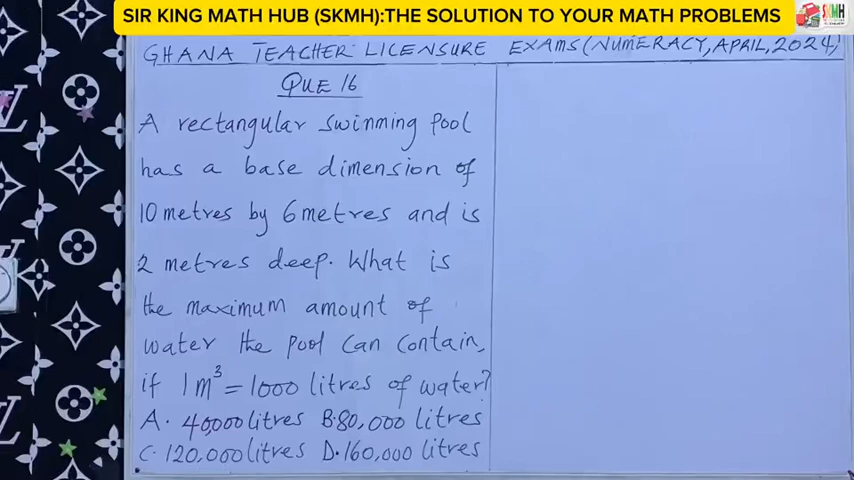 SIR KING MATH HUB (SKMH):THE SOLUTION TO YOUR MATH PROBLEMS
SKMH
GHANA TEACHER LICENSURE EXAMS (NUMERACY, APRIL, 2024)
QUE 16
A rectangular swimming pool
has a base dimension of
10 metres by 6 metres and is
2 metres deep. What is
the maximum amount of
water the pool can contain,
if 1m³ = 1000 litres of water?
A. 40,000 litres B. 80,000 litres
C. 120,000 litres D. 160,000 litres